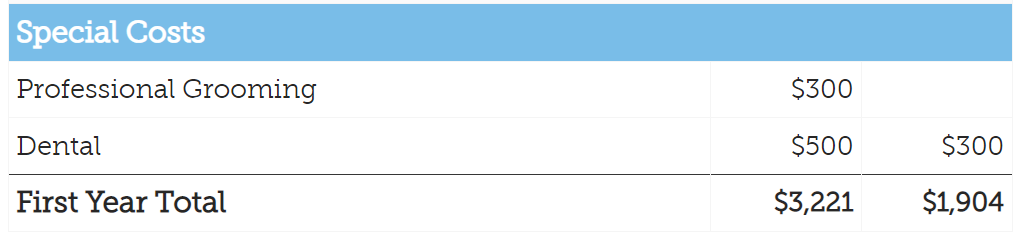 Special Costs
Professional Grooming $300
Dental $500 $300
First Year Total $3,221 $1,904